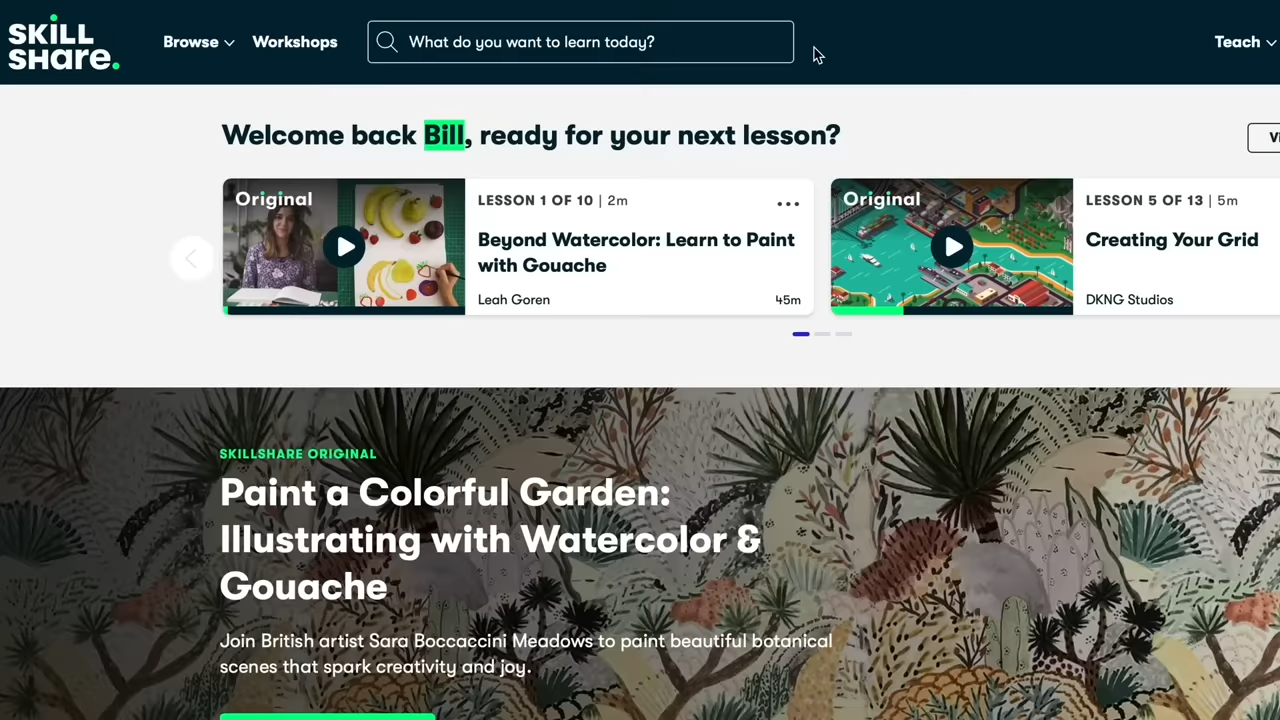 SKILL
SHare.
Browse
Workshops
What do you want to learn today?
Teach
Welcome back Bill, ready for your next lesson?
Vi
Original
LESSON 1 OF 10 | 2m
Beyond Watercolor: Learn to Paint
with Gouache
Leah Goren
45m
Original
LESSON 5 OF 13 | 5m
Creating Your Grid
DKNG Studios
SKILLSHARE ORIGINAL
Paint a Colorful Garden:
Illustrating with Watercolor &
Gouache
Join British artist Sara Boccaccini Meadows to paint beautiful botanical
scenes that spark creativity and joy.